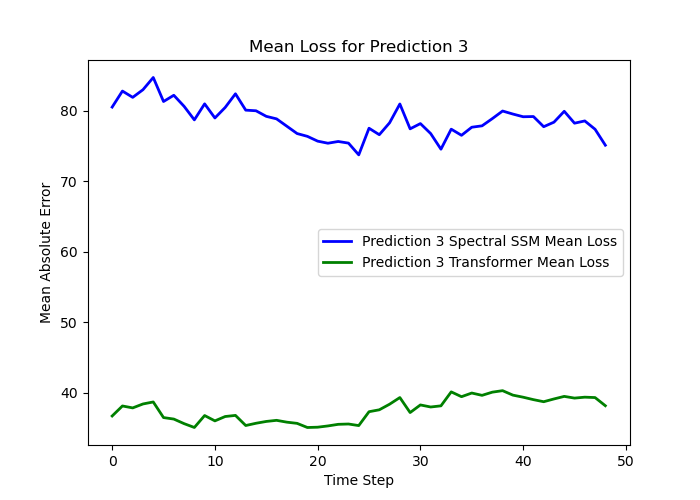 Mean Loss for Prediction 3
Mean Absolute Error
80
70
60
50
40
Prediction 3 Spectral SSM Mean Loss
Prediction 3 Transformer Mean Loss
0 10 20 30 40 50
Time Step